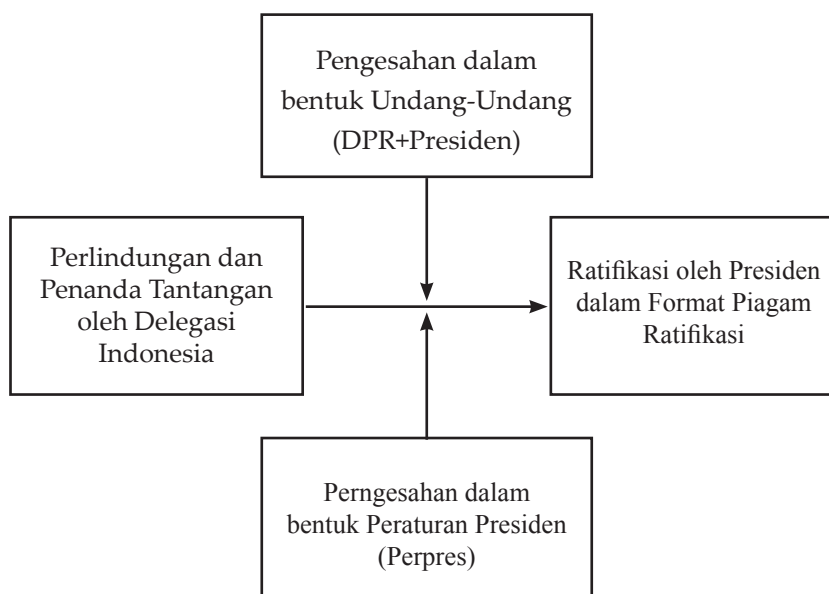 Pengesahan dalam
bentuk Undang-Undang
(DPR+Presiden)
Perlindungan dan
Penanda Tantangan
oleh Delegasi
Indonesia
Ratifikasi oleh Presiden
dalam Format Piagam
Ratifikasi
Perngesahan dalam
bentuk Peraturan Presiden
(Perpres)